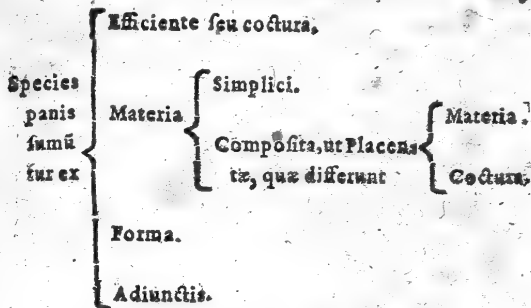 Species
panis
sumū
tur ex
Efficiente ſeu coctura.
Materia
Simplici.
Compoſita, ut Placen⸗
tæ, quæ differunt
Materia.
Coctura.
Forma.
Adiunctis.